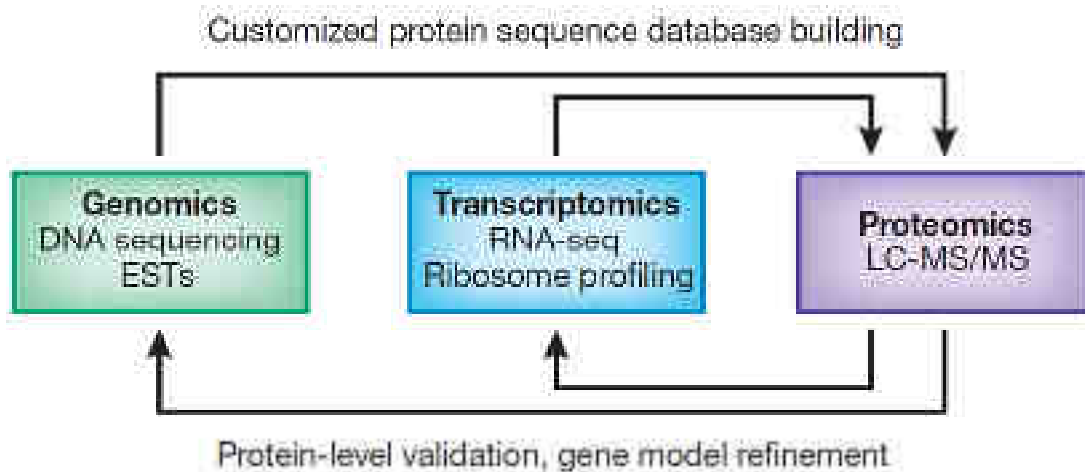 Customized protein sequence database building
Genomics
DNA sequencing
ESTs
Transcriptomics
RNA-seq
Ribosome profiling
Proteomics
LC-MS/MS
Protein-level validation, gene model refinement